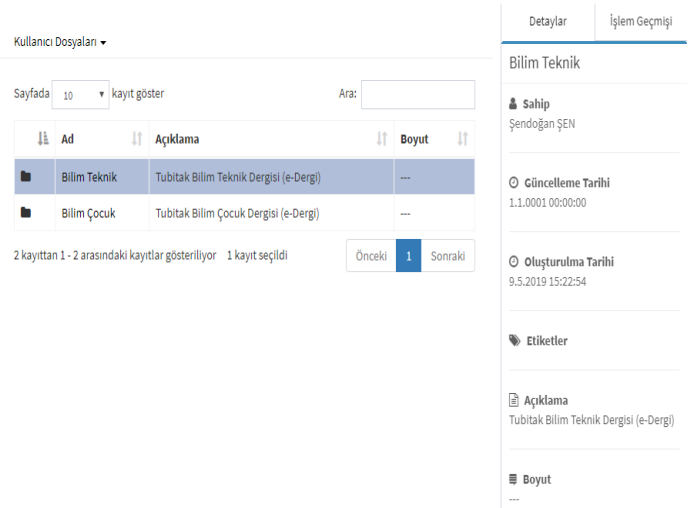 Kullanıcı Dosyaları
Sayfada 10 kayıt göster
Ara:
Ad Açıklama Boyut
Bilim Teknik Tubitak Bilim Teknik Dergisi (e-Dergi) ---
Bilim Çocuk Tubitak Bilim Çocuk Dergisi (e-Dergi) ---
2 kayıttan 1 - 2 arasındaki kayıtlar gösteriliyor 1 kayıt seçildi
Önceki 1 Sonraki
Detaylar İşlem Geçmişi
Bilim Teknik
Sahip
Şendoğan ŞEN
Güncelleme Tarihi
1.1.0001 00:00:00
Oluşturulma Tarihi
9.5.2019 15:22:54
Etiketler
Açıklama
Tubitak Bilim Teknik Dergisi (e-Dergi)
Boyut
---